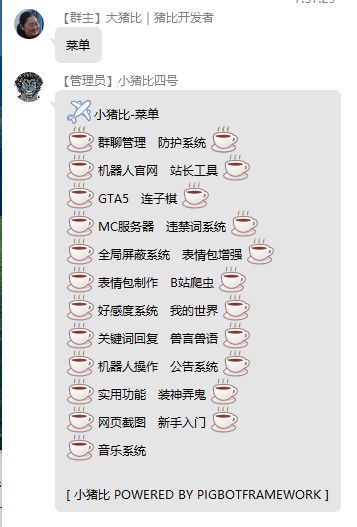 【群主】大猪比 | 猪比开发者
菜单
【管理员】小猪比四号
小猪比-菜单
群聊管理 防护系统
机器人官网 站长工具
GTA5 连子棋
MC服务器 违禁词系统
全局屏蔽系统 表情包增强
表情包制作 B站爬虫
好感度系统 我的世界
关键词回复 兽言兽语
机器人操作 公告系统
实用功能 装神弄鬼
网页截图 新手入门
音乐系统
[ 小猪比 POWERED BY PIGBOTFRAMEWORK ]